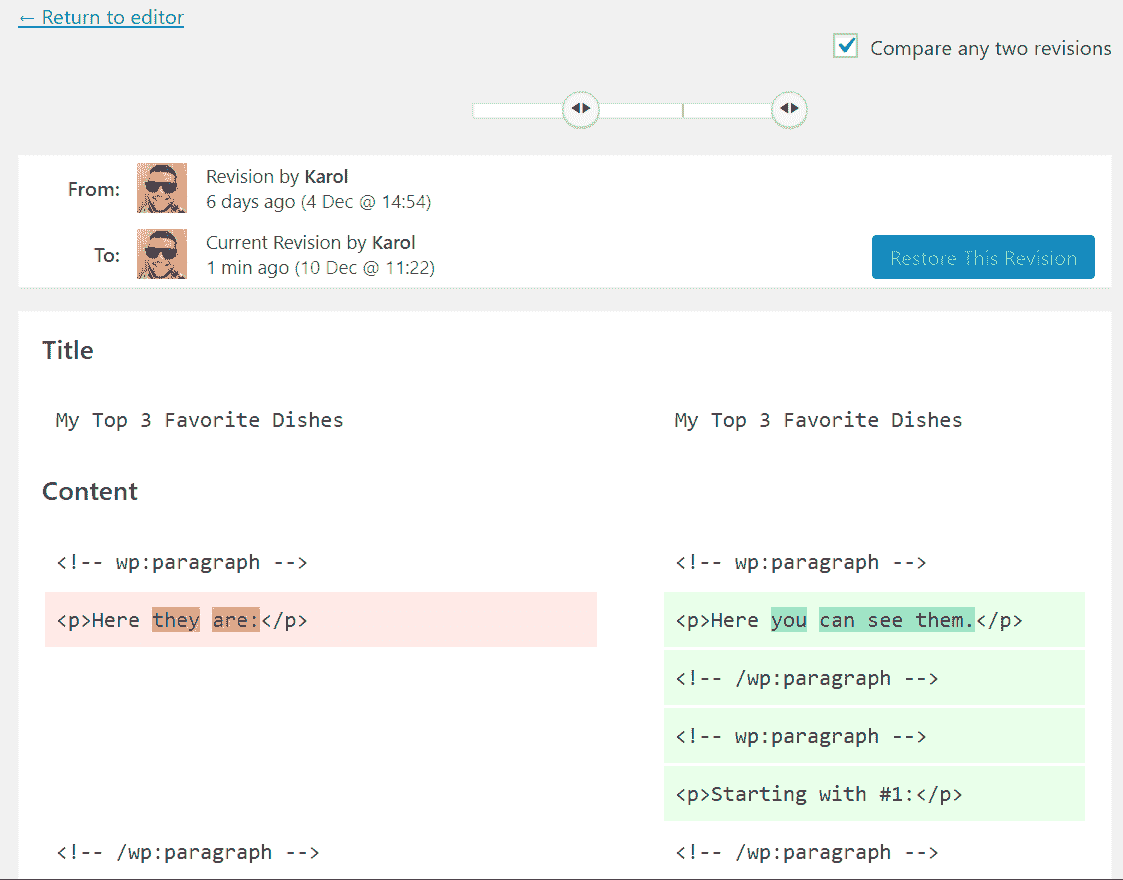 ← Return to editor
Compare any two revisions
From:
Revision by Karol
6 days ago (4 Dec @ 14:54)
To:
Current Revision by Karol
1 min ago (10 Dec @ 11:22)
Restore This Revision
Title
My Top 3 Favorite Dishes
My Top 3 Favorite Dishes
Content
<!-- wp:paragraph -->
<!-- wp:paragraph -->
<p>Here they are:</p>
<p>Here you can see them.</p>
<!-- /wp:paragraph -->
<!-- wp:paragraph -->
<p>Starting with #1:</p>
<!-- /wp:paragraph -->
<!-- /wp:paragraph -->